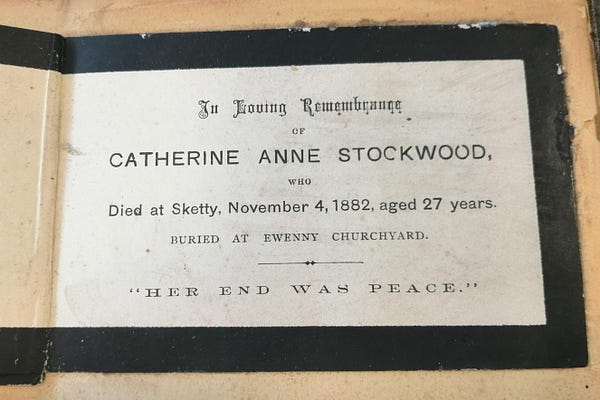 In Loving Remembrance
OF
CATHERINE ANNE STOCKWOOD,
WHO
Died at Sketty, November 4, 1882, aged 27 years.
BURIED AT EWENNY CHURCHYARD.
"HER END WAS PEACE."